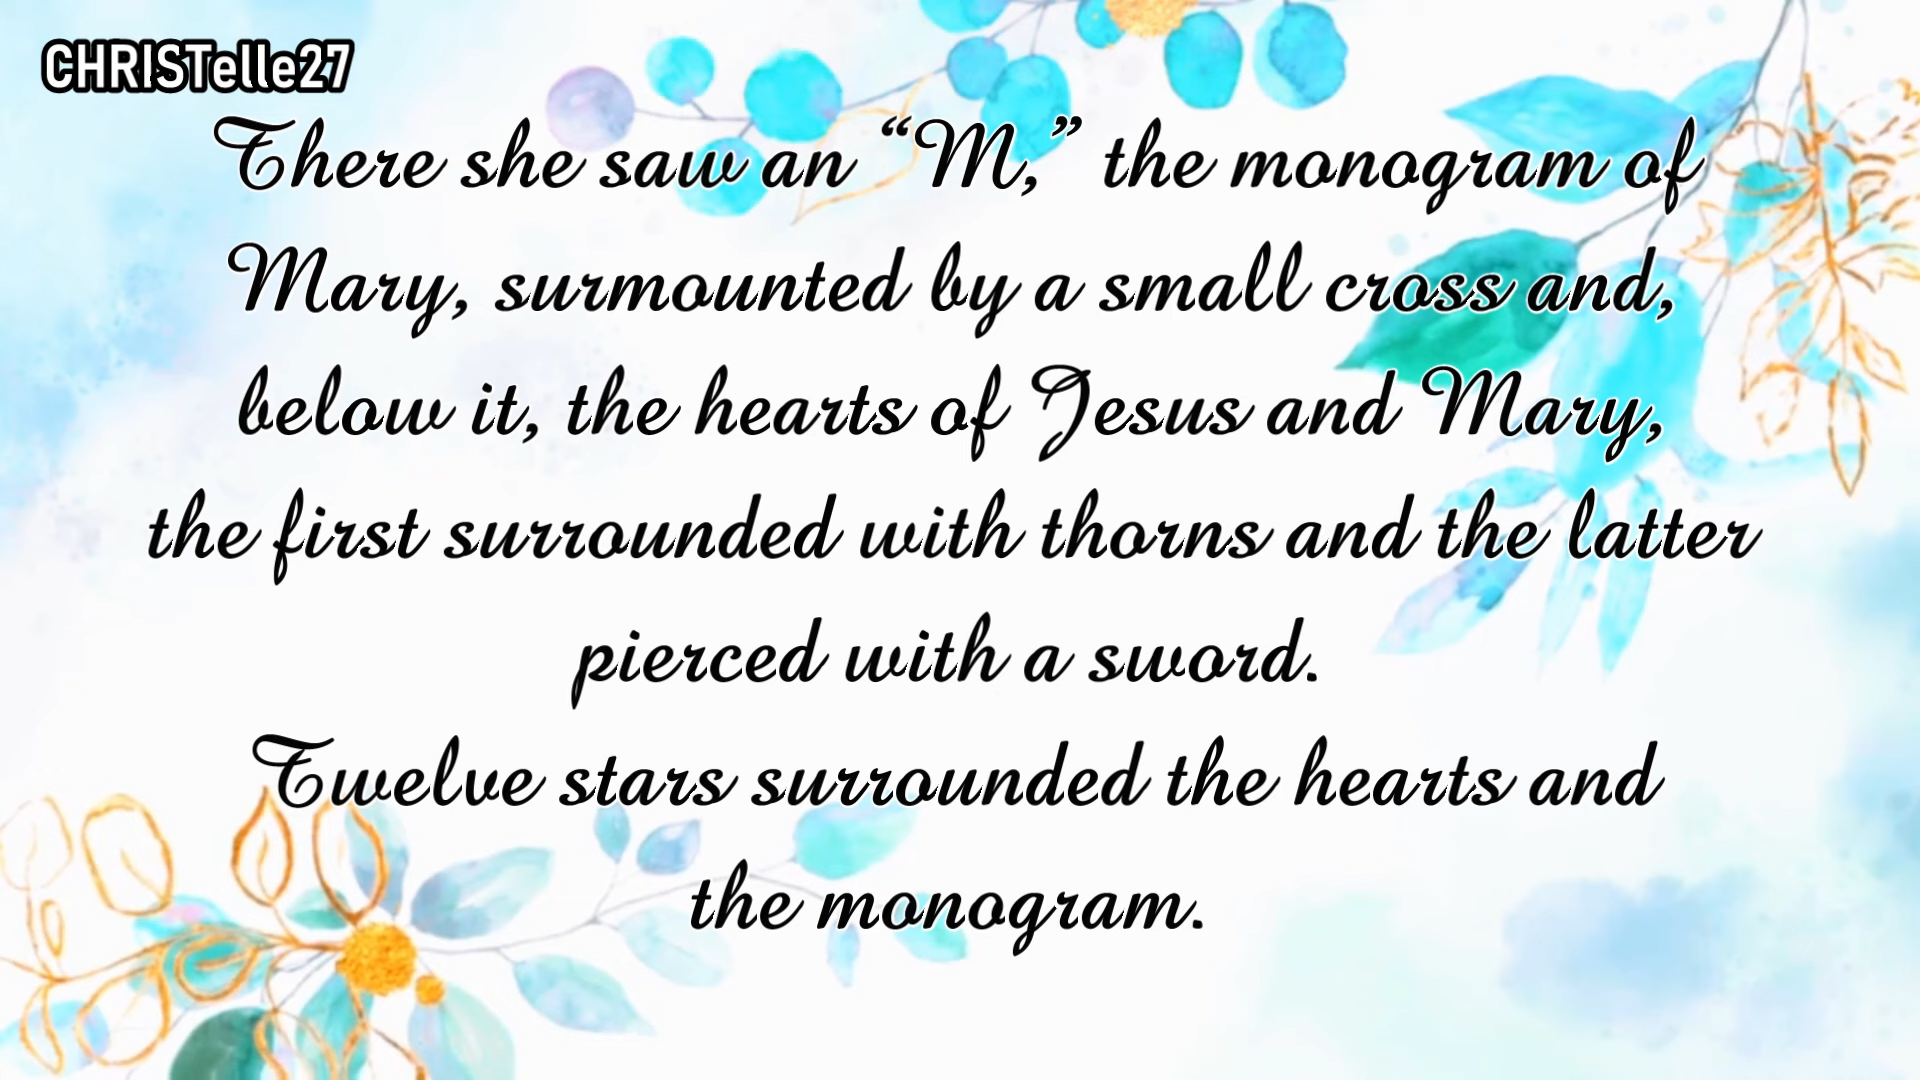 CHRISTelle27
There she saw an “M,” the monogram of
Mary, surmounted by a small cross and,
below it, the hearts of Jesus and Mary,
the first surrounded with thorns and the latter
pierced with a sword.
Twelve stars surrounded the hearts and
the monogram.